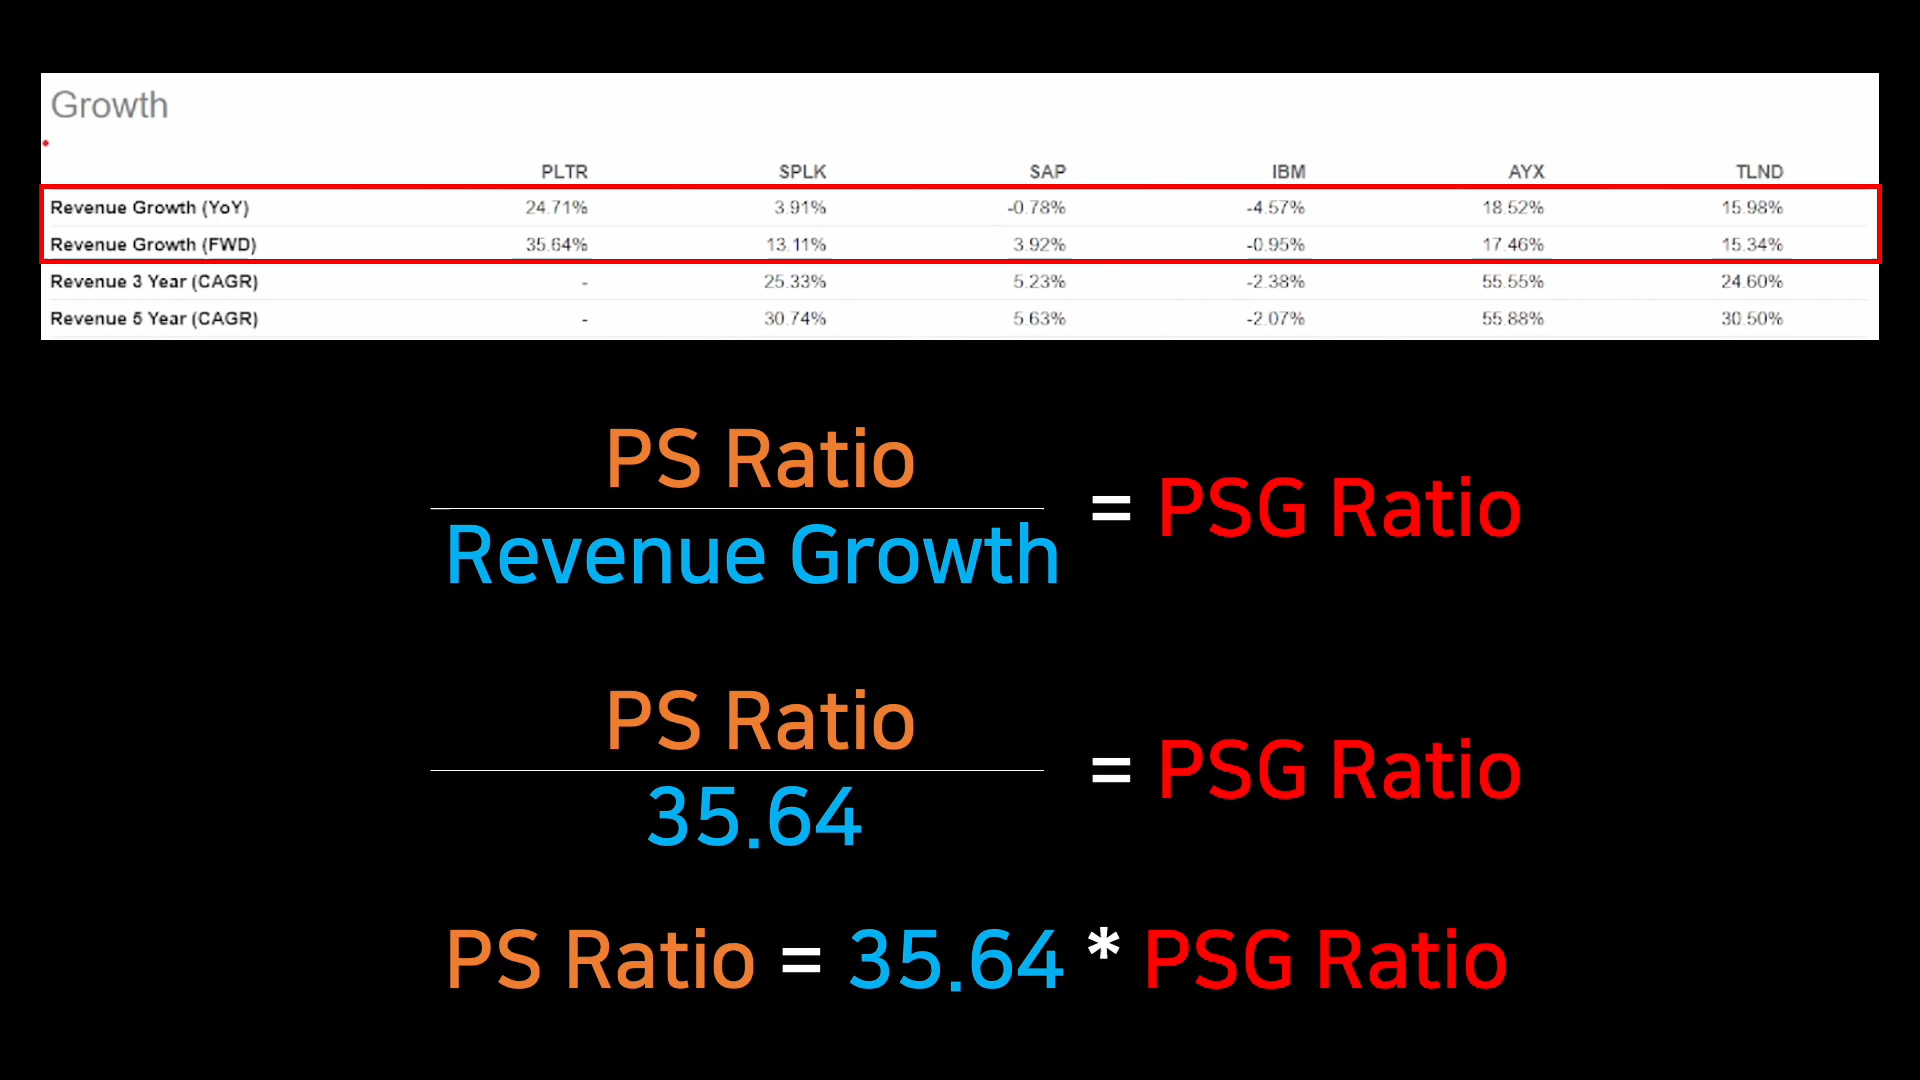 Growth
PLTR SPLK SAP IBM AYX TLND
Revenue Growth (YoY) 24.71% 3.91% -0.78% -4.57% 18.52% 15.98%
Revenue Growth (FWD) 35.64% 13.11% 3.92% -0.95% 17.46% 15.34%
Revenue 3 Year (CAGR) - 25.33% 5.23% -2.38% 55.55% 24.60%
Revenue 5 Year (CAGR) - 30.74% 5.63% -2.07% 55.88% 30.50%
PS Ratio
= PSG Ratio
Revenue Growth
PS Ratio
= PSG Ratio
35.64
PS Ratio = 35.64 * PSG Ratio